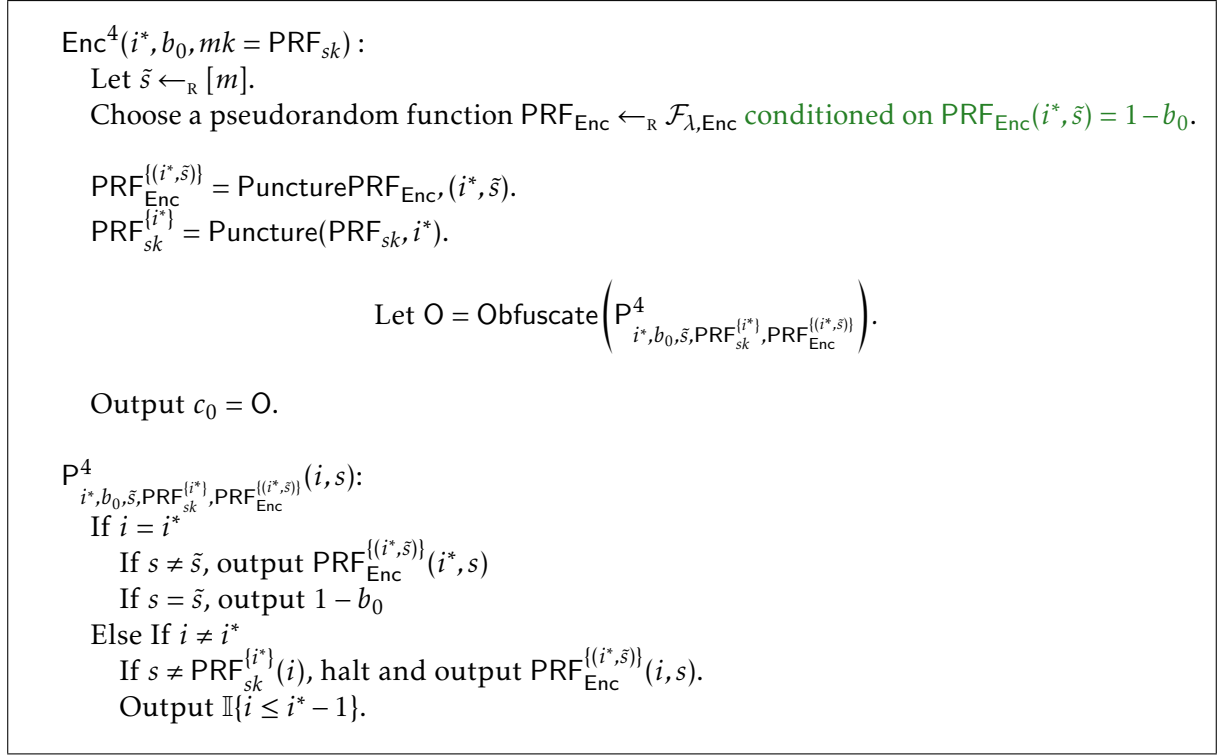 Enc⁴(i*, b₀, mk = PRF_sk) :
Let s̃ ←_R [m].
Choose a pseudorandom function PRF_Enc ←_R ℱ_{λ,Enc} conditioned on PRF_Enc(i*, s̃) = 1 − b₀.
PRF_Enc^{{(i*,s̃)}} = PuncturePRF_Enc, (i*, s̃).
PRF_sk^{{i*}} = Puncture(PRF_sk, i*).
Let O = Obfuscate(P⁴_{i*,b₀,s̃,PRF_sk^{{i*}},PRF_Enc^{{(i*,s̃)}}}).
Output c₀ = O.
P⁴_{i*,b₀,s̃,PRF_sk^{{i*}},PRF_Enc^{{(i*,s̃)}}}(i, s):
If i = i*
If s ≠ s̃, output PRF_Enc^{{(i*,s̃)}}(i*, s)
If s = s̃, output 1 − b₀
Else If i ≠ i*
If s ≠ PRF_sk^{{i*}}(i), halt and output PRF_Enc^{{(i*,s̃)}}(i, s).
Output 𝕀{i ≤ i* − 1}.